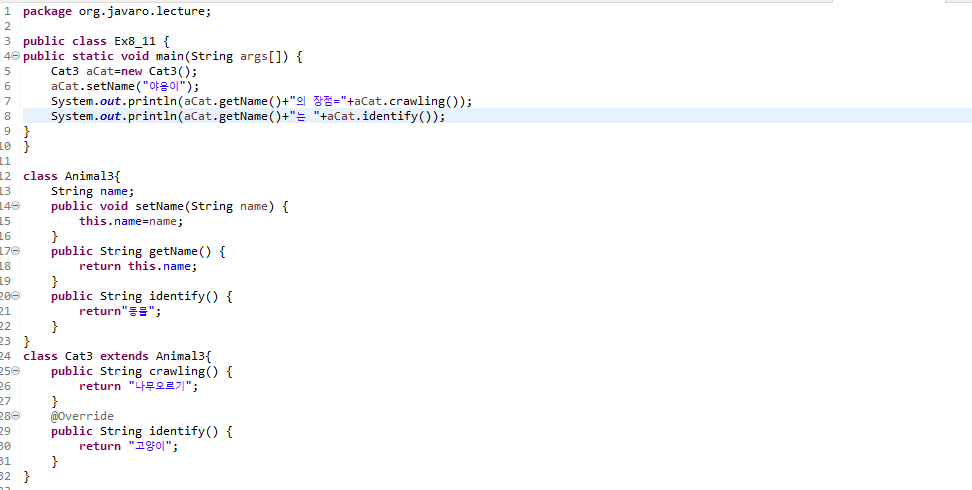 1 package org.javaro.lecture;
2
3 public class Ex8_11 {
4 public static void main(String args[]) {
5     Cat3 aCat=new Cat3();
6     aCat.setName("야옹이");
7     System.out.println(aCat.getName()+"의 장점="+aCat.crawling());
8     System.out.println(aCat.getName()+"는 "+aCat.identify());
9 }
10 }
11
12 class Animal3{
13     String name;
14     public void setName(String name) {
15         this.name=name;
16     }
17     public String getName() {
18         return this.name;
19     }
20     public String identify() {
21         return"동물";
22     }
23 }
24 class Cat3 extends Animal3{
25     public String crawling() {
26         return "나무오르기";
27     }
28     @Override
29     public String identify() {
30         return "고양이";
31     }
32 }